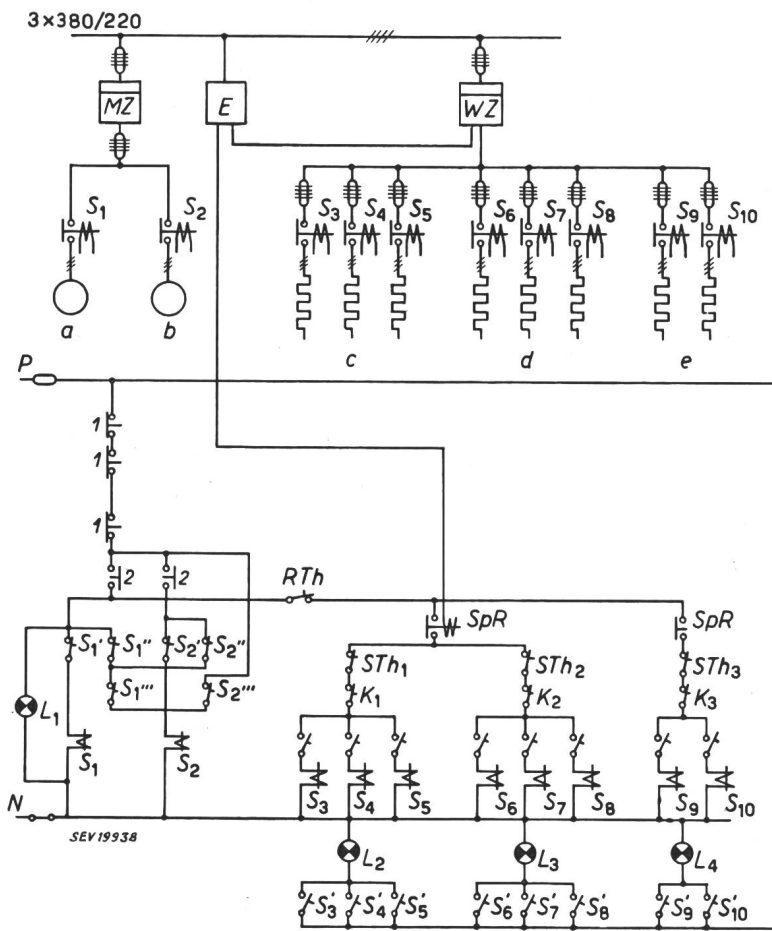 3×380/220
MZ E WZ
S₁ S₂ S₃ S₄ S₅ S₆ S₇ S₈ S₉ S₁₀
a b c d e
P
1
1
1
2 2 RTh
SpR SpR
S₁' S₁'' S₂' S₂'' STh₁ STh₂ STh₃
S₁''' S₂''' K₁ K₂ K₃
L₁
S₁ S₂
S₃ S₄ S₅ S₆ S₇ S₈ S₉ S₁₀
N
SEV19938
L₂ L₃ L₄
S₃' S₄' S₅' S₆' S₇' S₈' S₉' S₁₀'